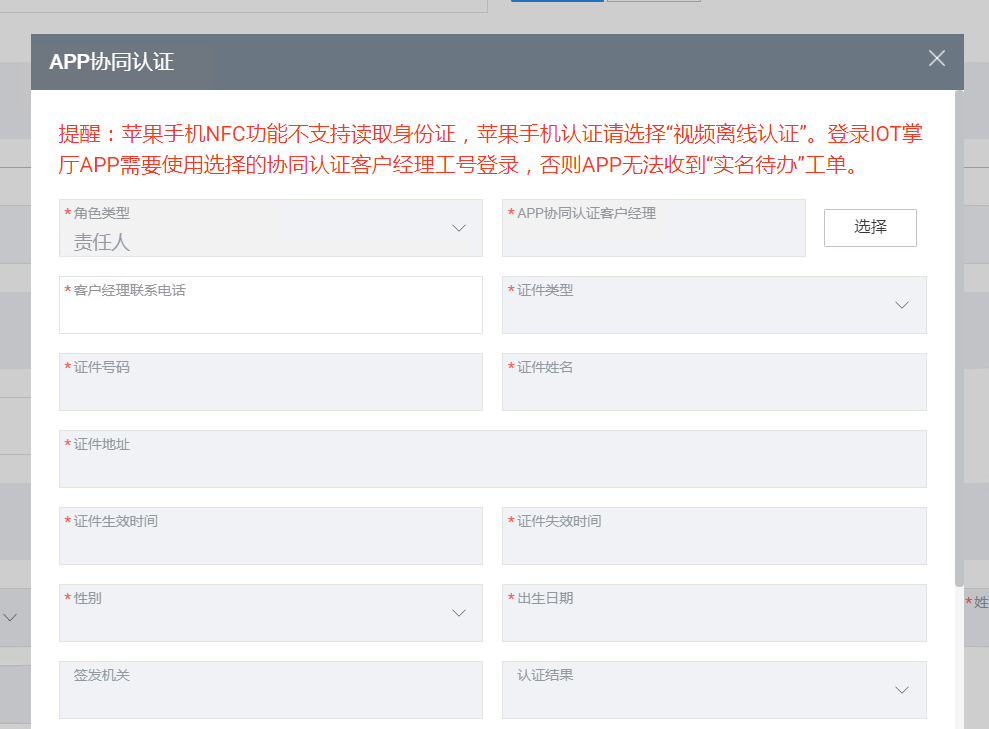 APP协同认证
提醒：苹果手机NFC功能不支持读取身份证，苹果手机认证请选择“视频离线认证”。登录IOT掌
厅APP需要使用选择的协同认证客户经理工号登录，否则APP无法收到“实名待办”工单。
*角色类型
责任人
*APP协同认证客户经理
选择
*客户经理联系电话
*证件类型
*证件号码
*证件姓名
*证件地址
*证件生效时间
*证件失效时间
*性别
*出生日期
*姓
签发机关
认证结果